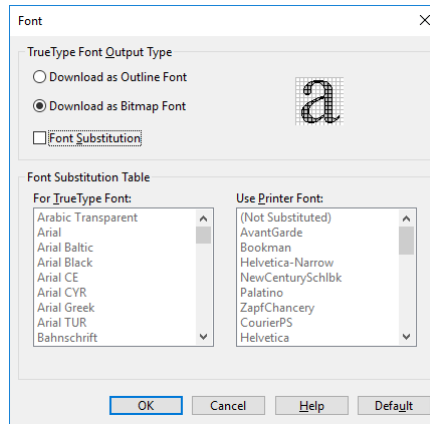 Font
TrueType Font Output Type
Download as Outline Font
Download as Bitmap Font
Font Substitution
a
Font Substitution Table
For TrueType Font:
Arabic Transparent
Arial
Arial Baltic
Arial Black
Arial CE
Arial CYR
Arial Greek
Arial TUR
Bahnschrift
Use Printer Font:
(Not Substituted)
AvantGarde
Bookman
Helvetica-Narrow
NewCenturySchlbk
Palatino
ZapfChancery
CourierPS
Helvetica
OK Cancel Help Default